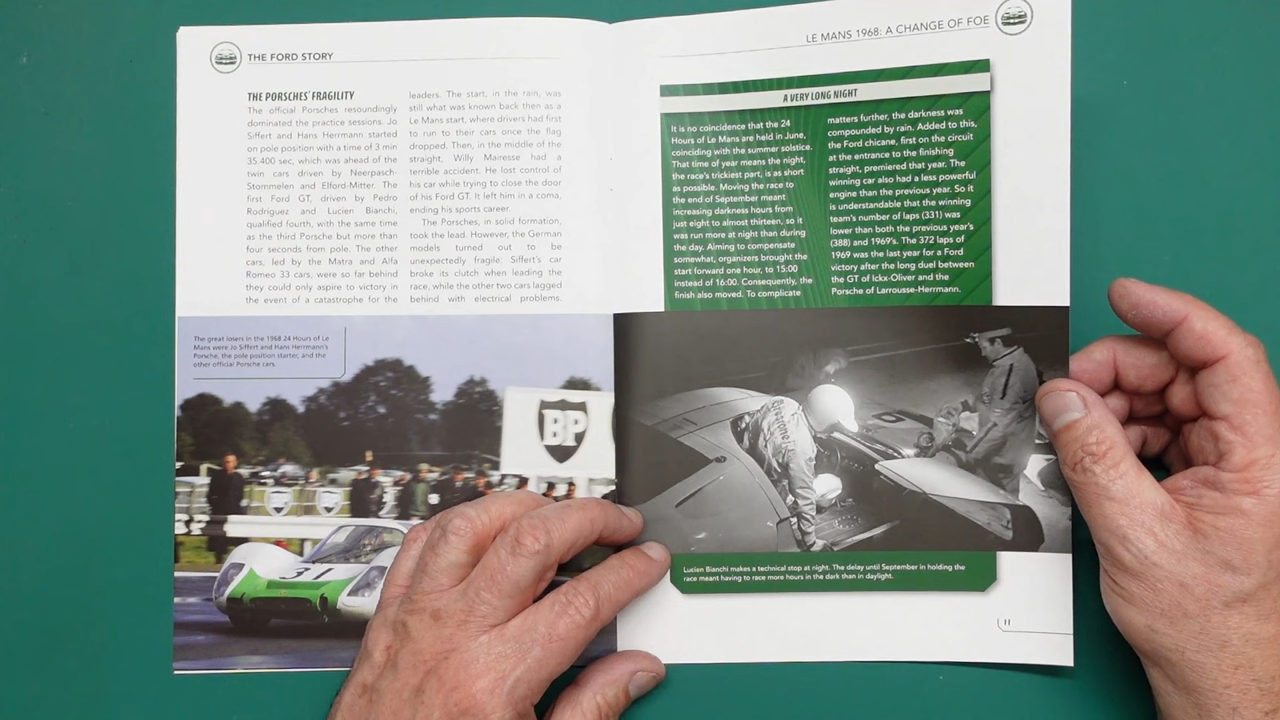 THE FORD STORY
THE PORSCHES' FRAGILITY
The official Porsches resoundingly
dominated the practice sessions. Jo
Siffert and Hans Herrmann started
on pole position with a time of 3 min
35.400 sec, which was ahead of the
twin cars driven by Neerpasch-
Stommelen and Elford-Mitter. The
first Ford GT, driven by Pedro
Rodriguez and Lucien Bianchi,
qualified fourth, with the same time
as the third Porsche but more than
four seconds from pole. The other
cars, led by the Matra and Alfa
Romeo 33 cars, were so far behind
they could only aspire to victory in
the event of a catastrophe for the
leaders. The start, in the rain, was
still what was known back then as a
Le Mans start, where drivers had first
to run to their cars once the flag
dropped. Then, in the middle of the
straight, Willy Mairesse had a
terrible accident. He lost control of
his car while trying to close the door
of his Ford GT. It left him in a coma,
ending his sports career.
The Porsches, in solid formation,
took the lead. However, the German
models turned out to be
unexpectedly fragile: Siffert's car
broke its clutch when leading the
race, while the other two cars lagged
behind with electrical problems.
The great losers in the 1968 24 Hours of Le
Mans were Jo Siffert and Hans Herrmann's
Porsche, the pole position starter, and the
other official Porsche cars.
BP
31
LE MANS 1968: A CHANGE OF FOE
A VERY LONG NIGHT
It is no coincidence that the 24
Hours of Le Mans are held in June,
coinciding with the summer solstice.
That time of year means the night,
the race's trickiest part, is as short
as possible. Moving the race to
the end of September meant
increasing darkness hours from
just eight to almost thirteen, so it
was run more at night than during
the day. Aiming to compensate
somewhat, organizers brought the
start forward one hour, to 15:00
instead of 16:00. Consequently, the
finish also moved. To complicate
matters further, the darkness was
compounded by rain. Added to this,
the Ford chicane, first on the circuit
at the entrance to the finishing
straight, premiered that year. The
winning car also had a less powerful
engine than the previous year. So it
is understandable that the winning
team's number of laps (331) was
lower than both the previous year's
(388) and 1969's. The 372 laps of
1969 was the last year for a Ford
victory after the long duel between
the GT of Ickx-Oliver and the
Porsche of Larrousse-Herrmann.
Firestone
Lucien Bianchi makes a technical stop at night. The delay until September in holding the
race meant having to race more hours in the dark than in daylight.
11